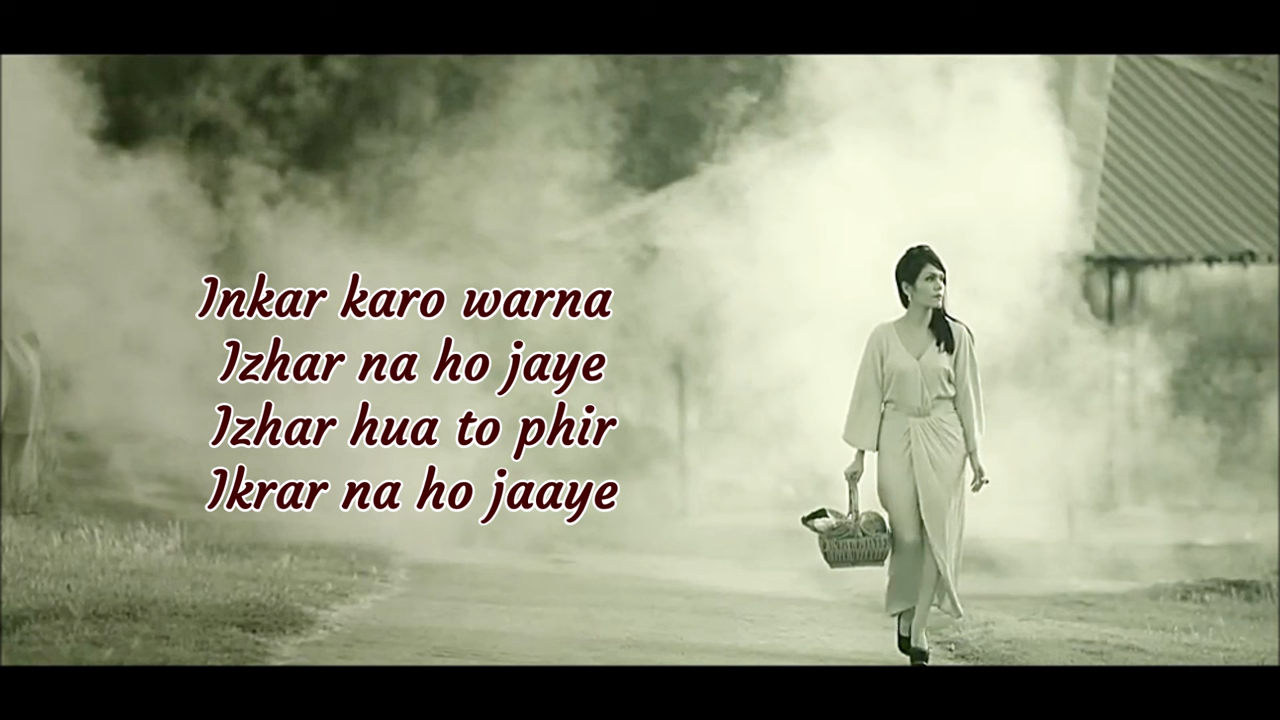 Inkar karo warna
Izhar na ho jaye
Izhar hua to phir
Ikrar na ho jaaye